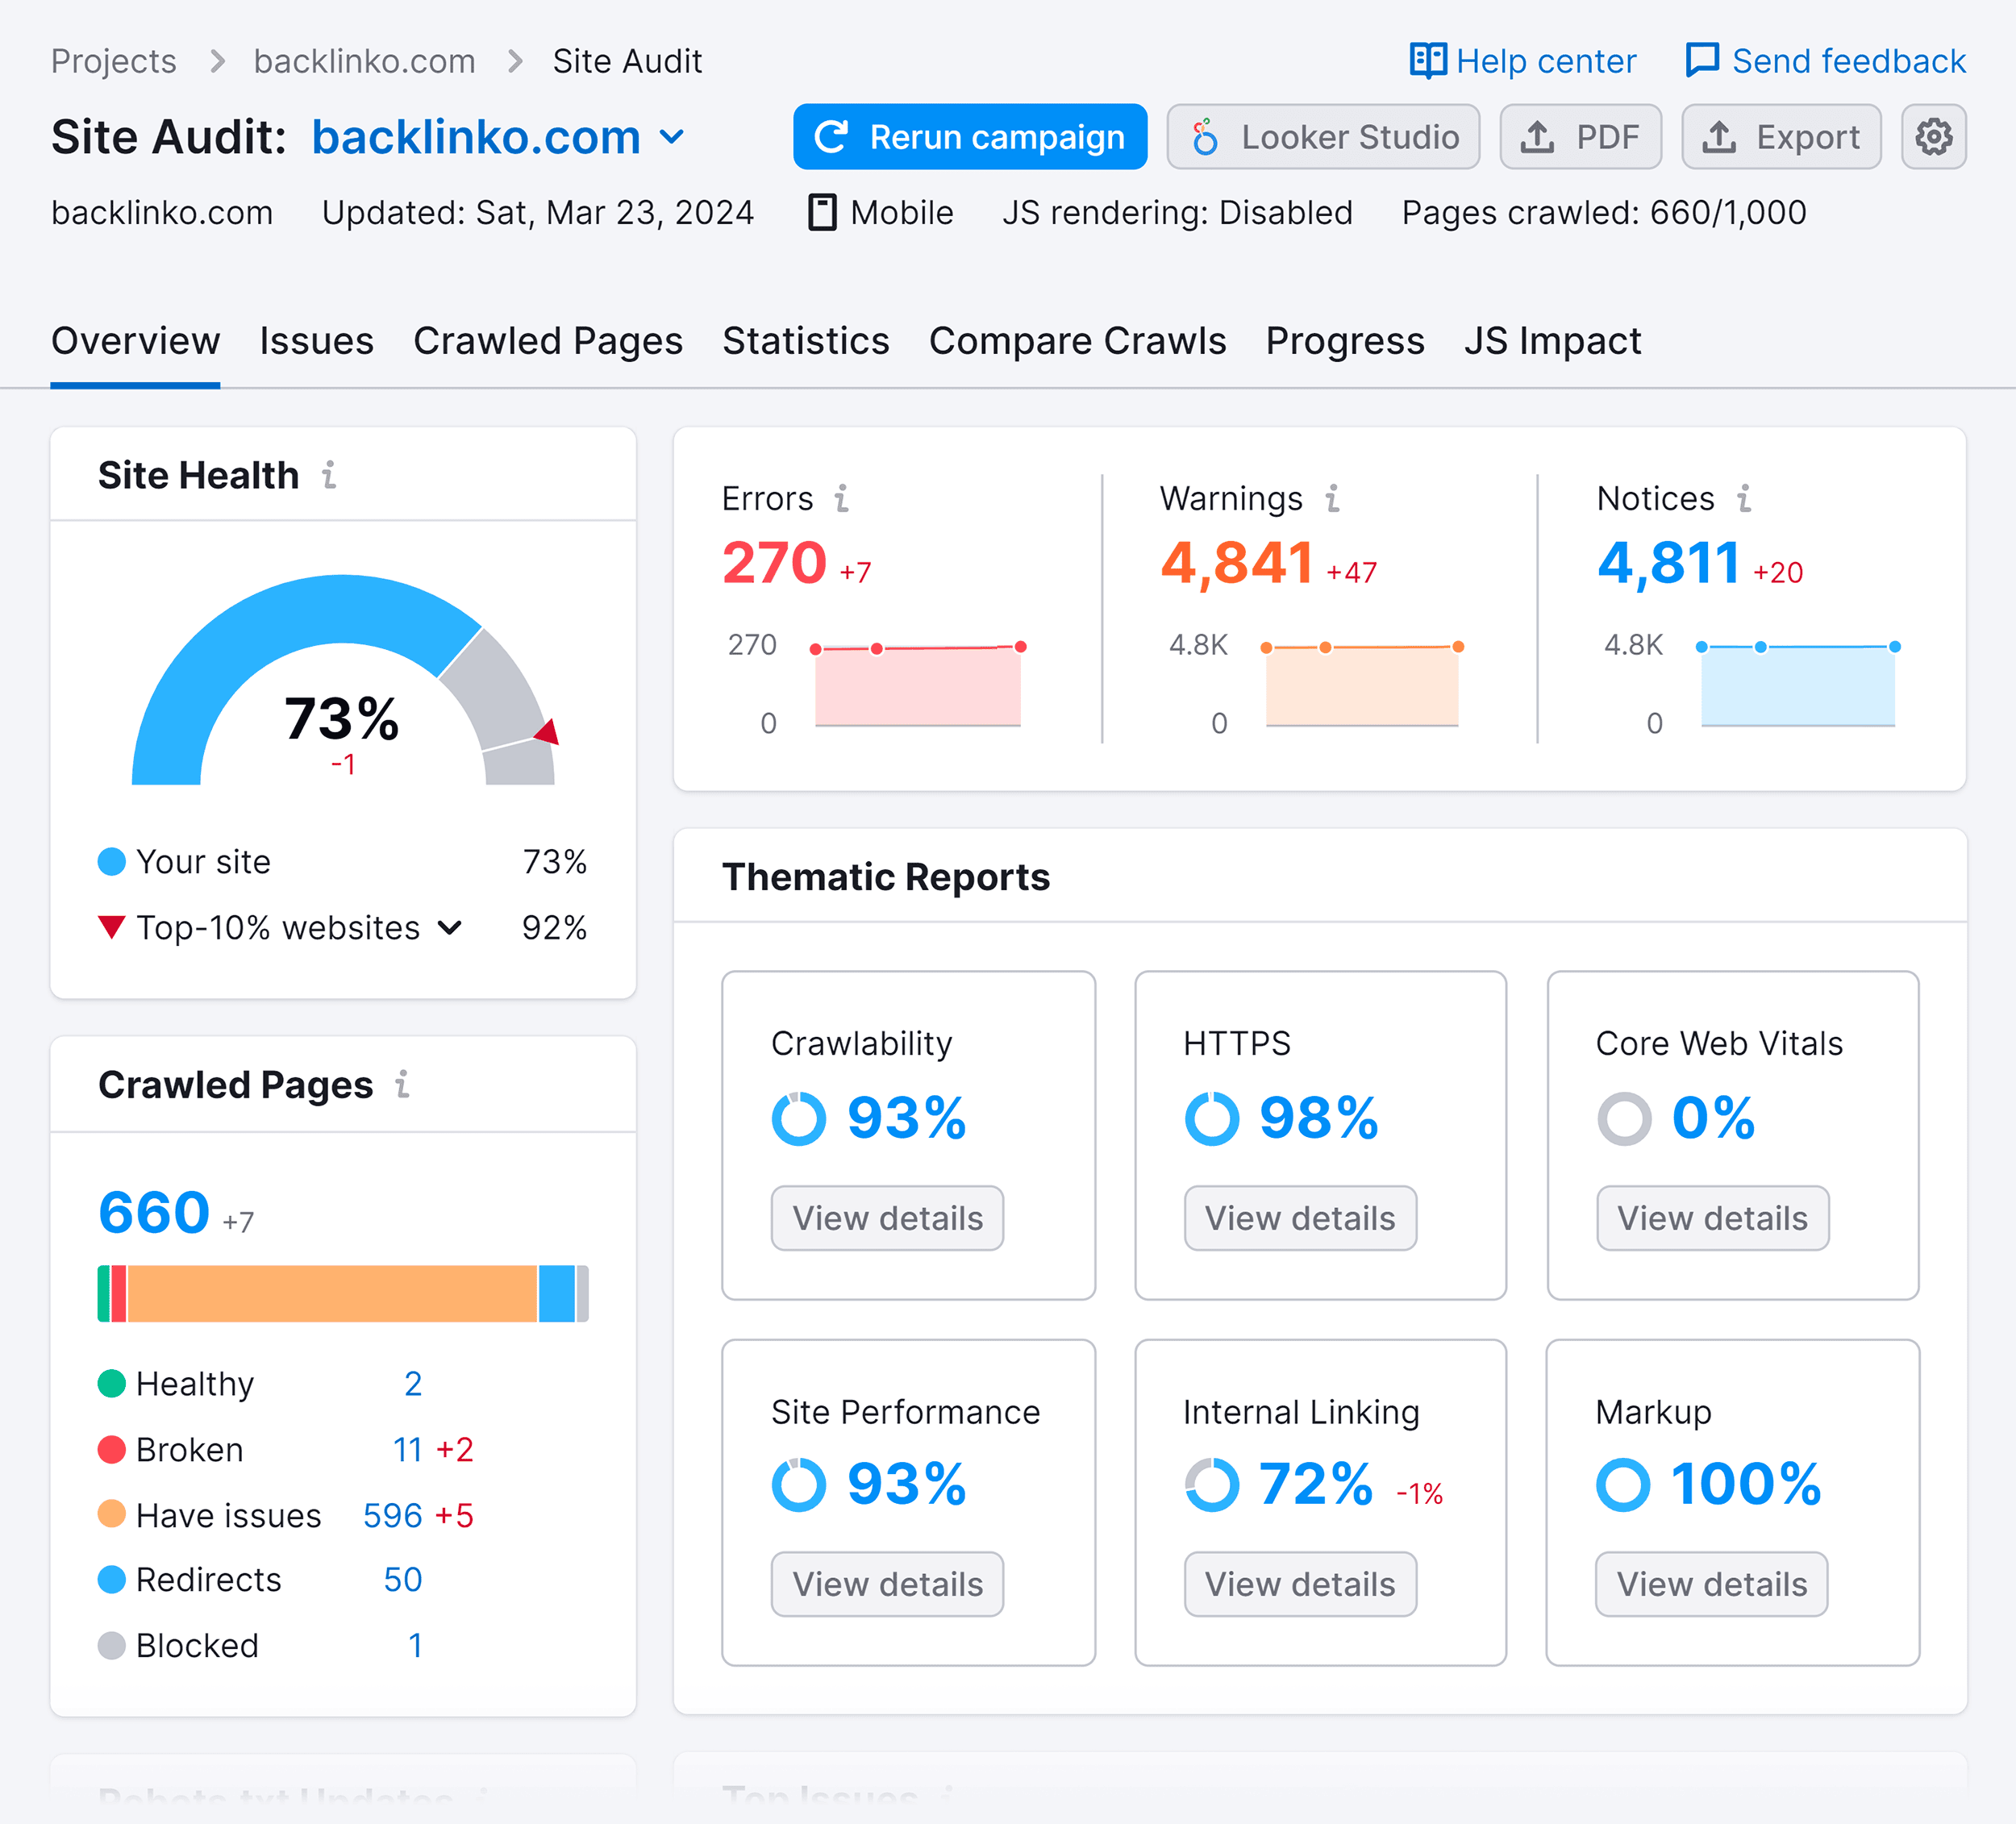 Projects > backlinko.com > Site Audit
Help center
Send feedback
Site Audit: backlinko.com
Rerun campaign
Looker Studio
PDF
Export
backlinko.com
Updated: Sat, Mar 23, 2024
Mobile
JS rendering: Disabled
Pages crawled: 660/1,000
Overview
Issues
Crawled Pages
Statistics
Compare Crawls
Progress
JS Impact
Site Health i
73%
-1
Your site 73%
Top-10% websites 92%
Errors i
270 +7
270
0
Warnings i
4,841 +47
4.8K
0
Notices i
4,811 +20
4.8K
0
Crawled Pages i
660 +7
Healthy 2
Broken 11 +2
Have issues 596 +5
Redirects 50
Blocked 1
Thematic Reports
Crawlability
93%
View details
HTTPS
98%
View details
Core Web Vitals
0%
View details
Site Performance
93%
View details
Internal Linking
72% -1%
View details
Markup
100%
View details
Robots.txt Updates i
Top Issues i